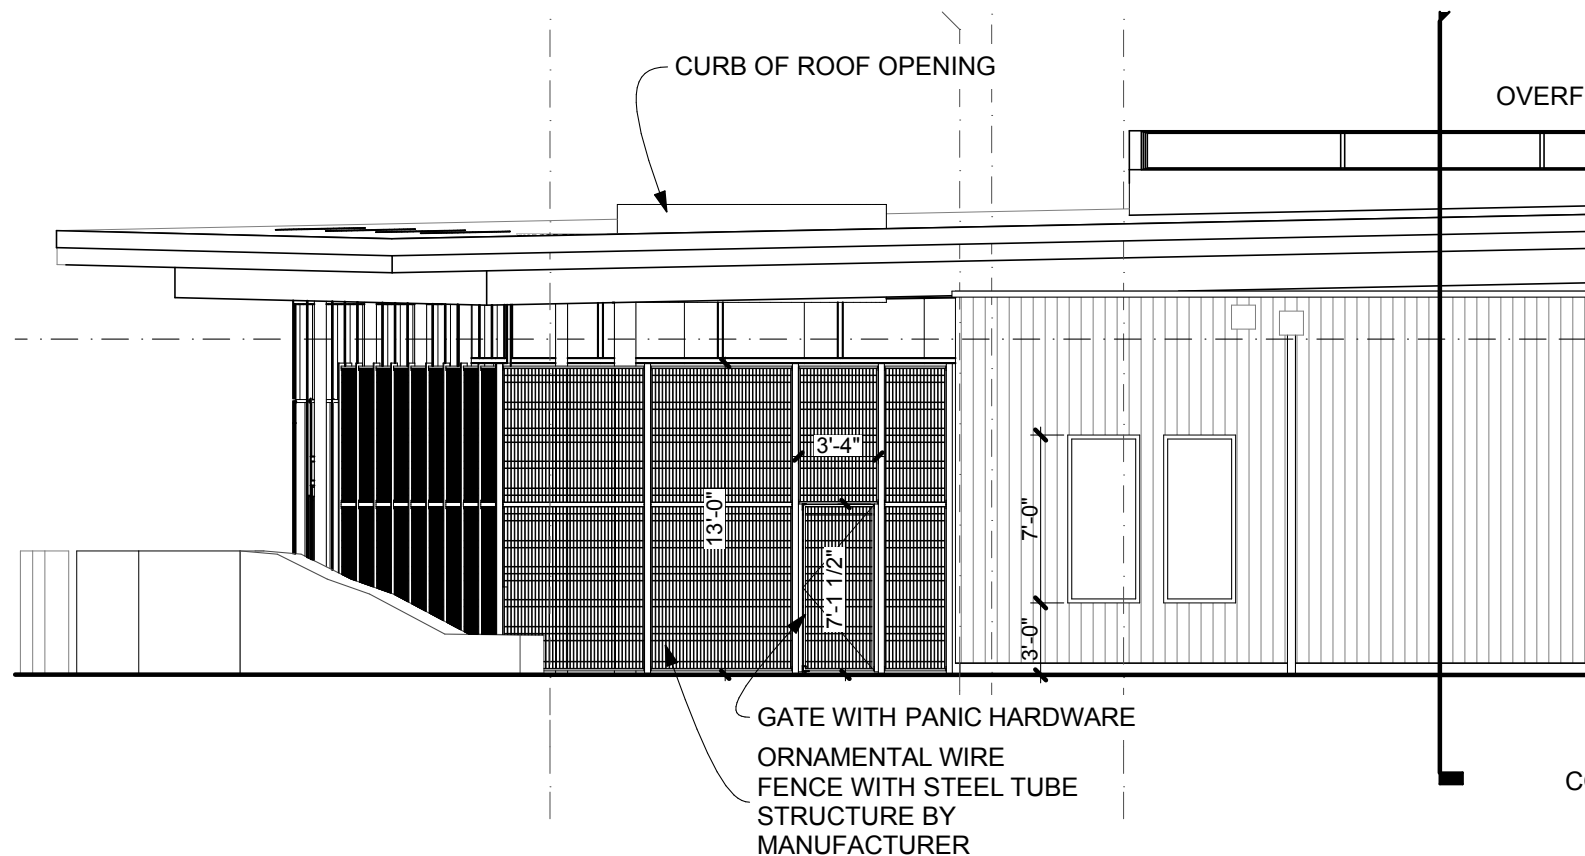 CURB OF ROOF OPENING
OVERF
3'-4"
13'-0"
7'-1 1/2"
7'-0"
3'-0"
GATE WITH PANIC HARDWARE
ORNAMENTAL WIRE
FENCE WITH STEEL TUBE
STRUCTURE BY
MANUFACTURER
CO